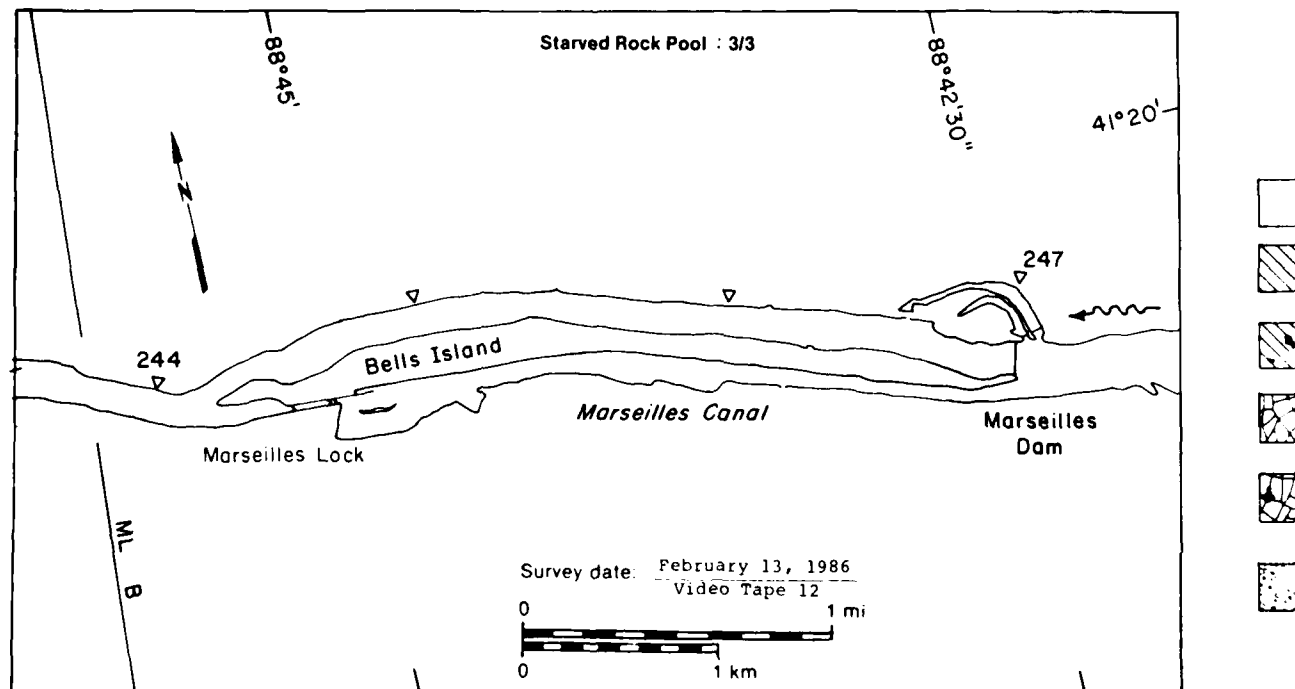 Starved Rock Pool : 3/3
88°45'
88°42'30"
41°20'
N
247
244
Bells Island
Marseilles Canal
Marseilles Lock
Marseilles
Dam
ML B
Survey date: February 13, 1986
Video Tape 12
0 1 mi
0 1 km